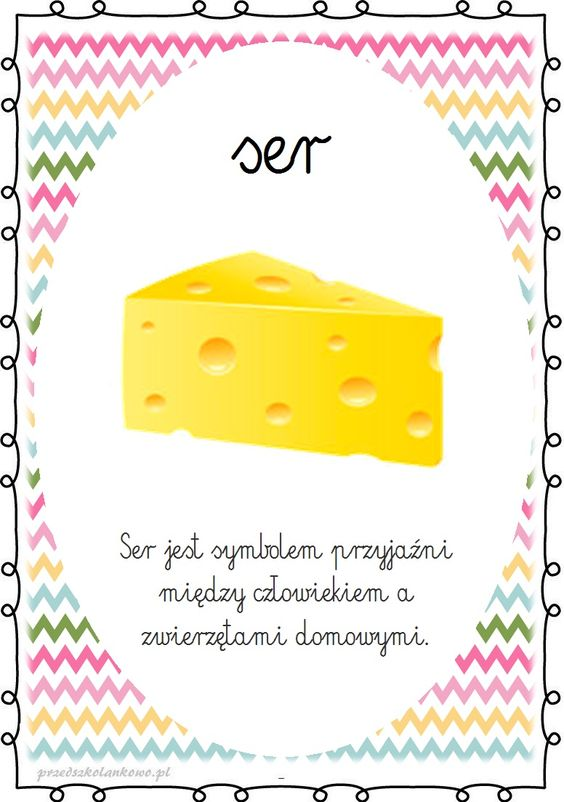 ser
Ser jest symbolem przyjaźni
między człowiekiem a
zwierzętami domowymi.
przedszkolankowo.pl